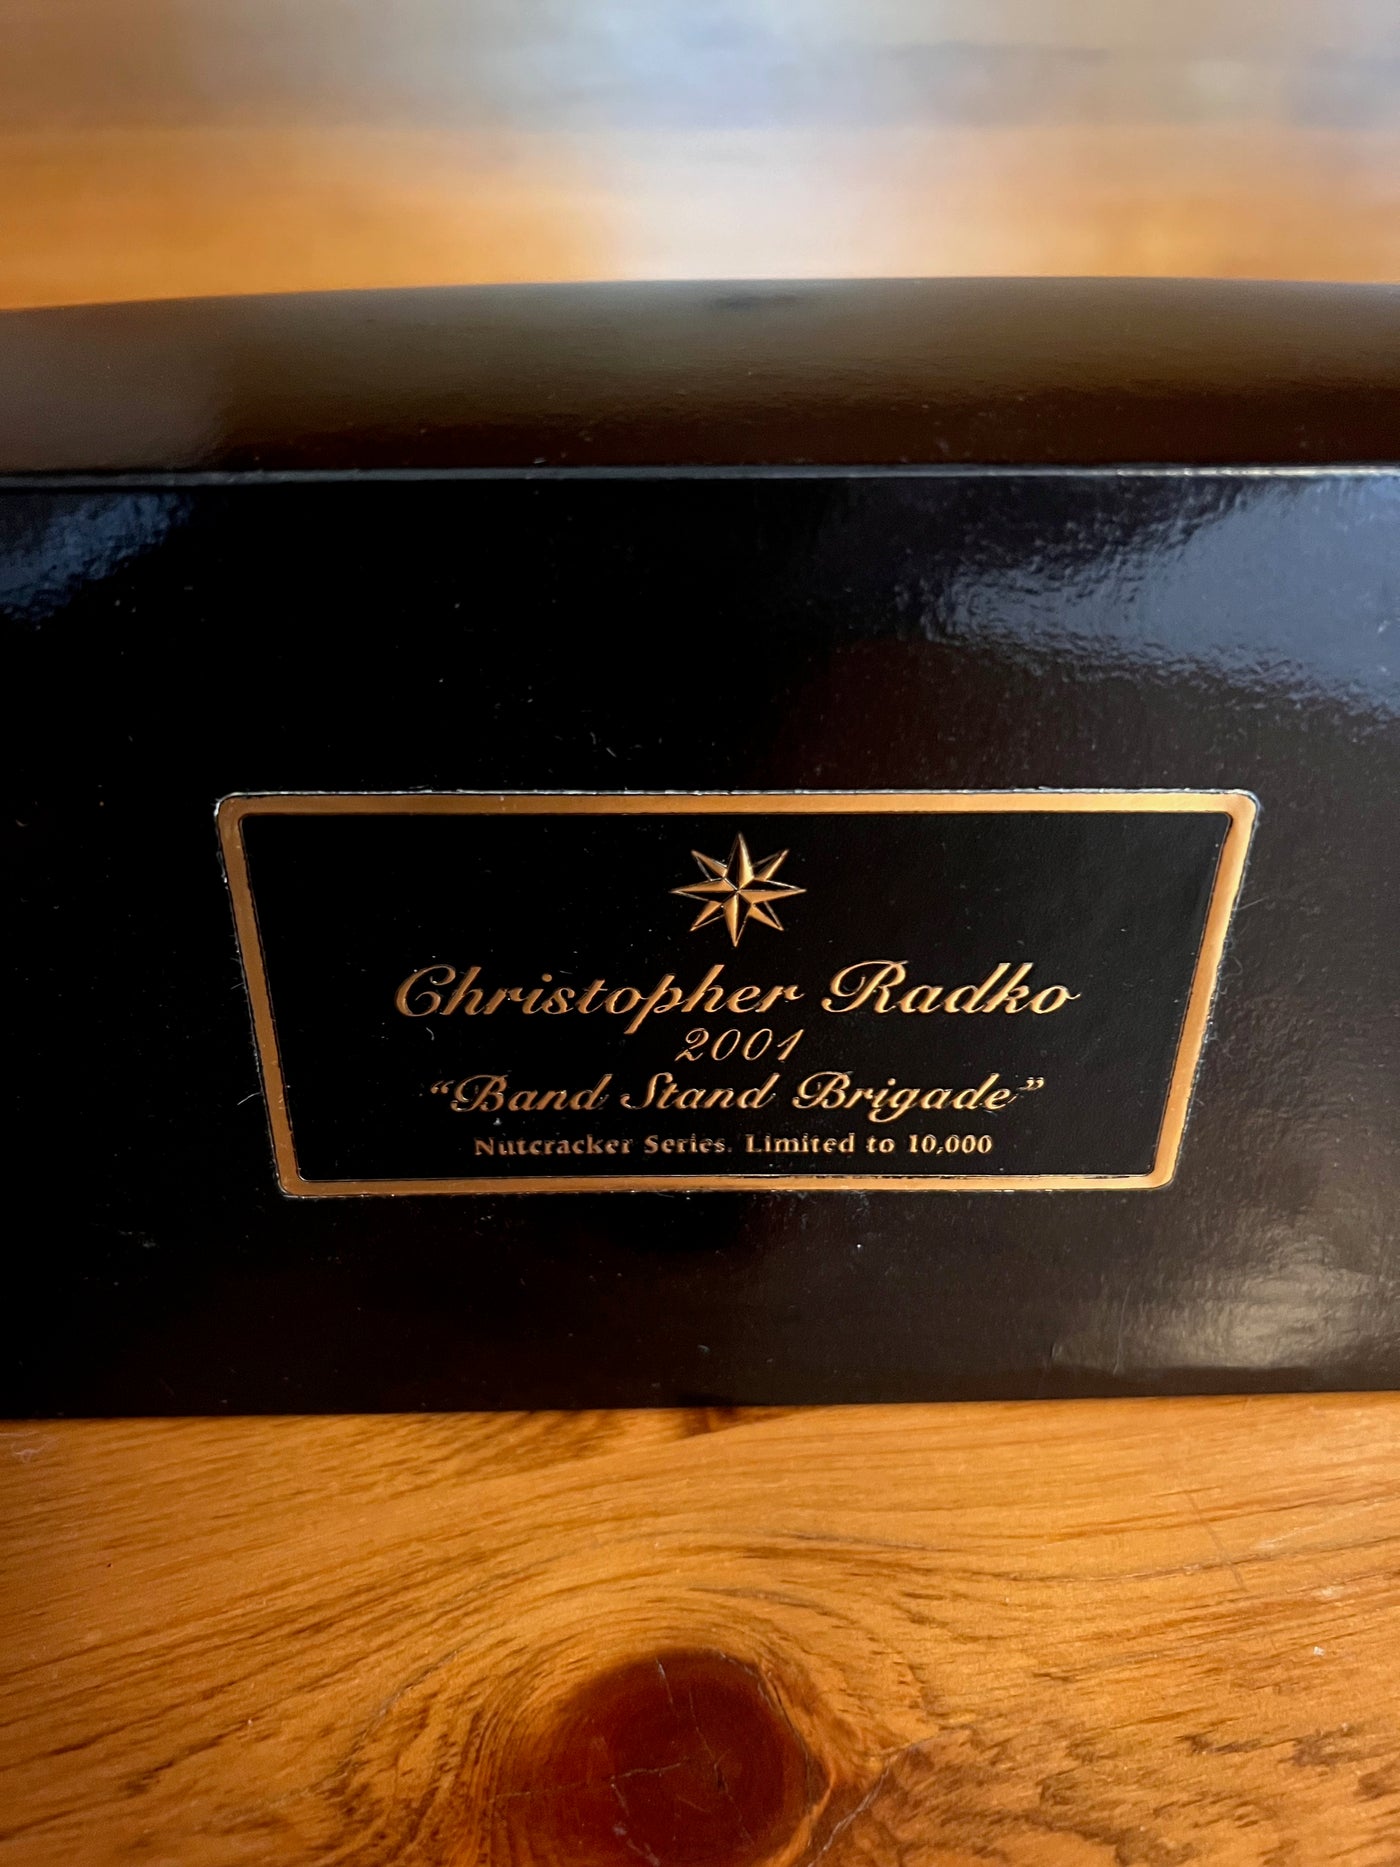 Christopher Radko
2001
“Band Stand Brigade”
Nutcracker Series. Limited to 10,000